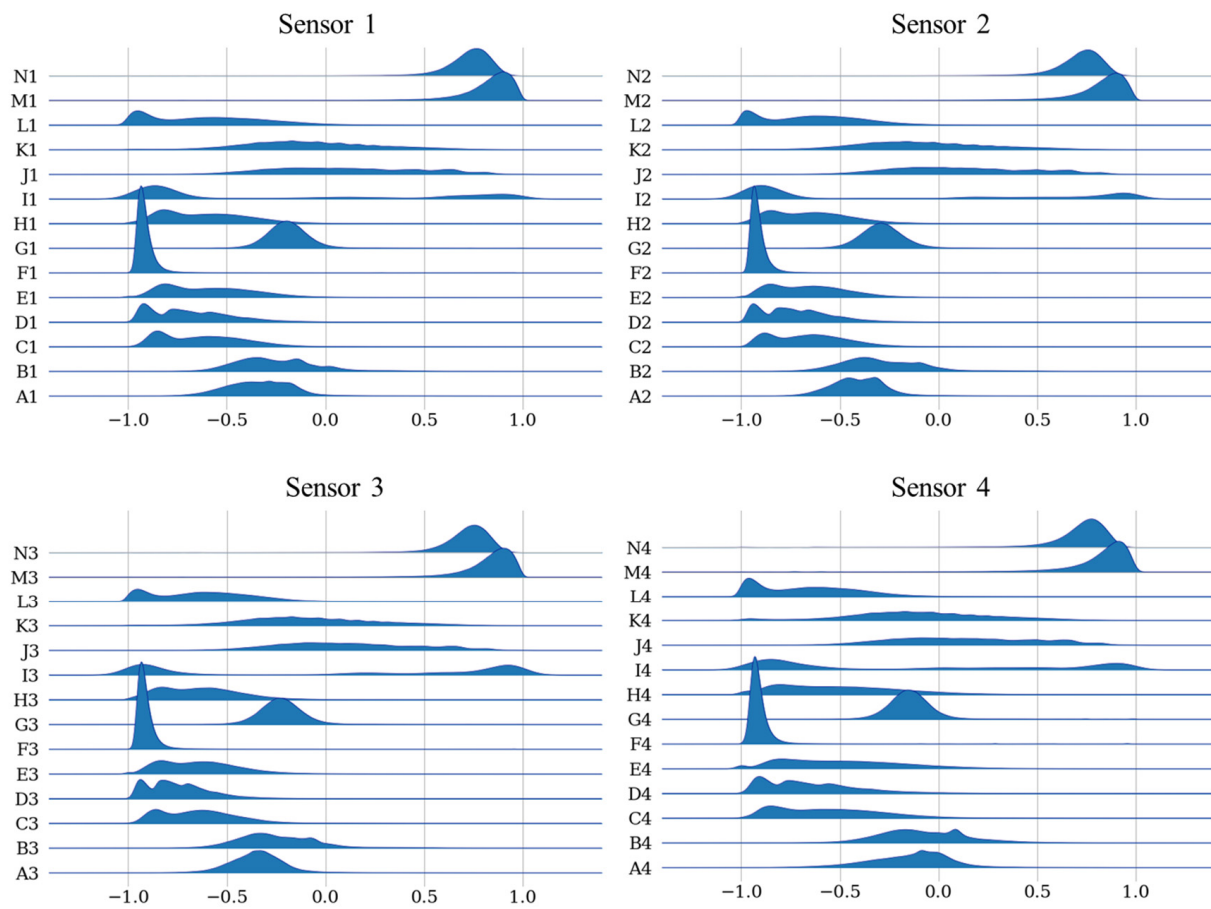 Sensor 1
N1
M1
L1
K1
J1
I1
H1
G1
F1
E1
D1
C1
B1
A1
−1.0 −0.5 0.0 0.5 1.0
Sensor 2
N2
M2
L2
K2
J2
I2
H2
G2
F2
E2
D2
C2
B2
A2
−1.0 −0.5 0.0 0.5 1.0
Sensor 3
N3
M3
L3
K3
J3
I3
H3
G3
F3
E3
D3
C3
B3
A3
−1.0 −0.5 0.0 0.5 1.0
Sensor 4
N4
M4
L4
K4
J4
I4
H4
G4
F4
E4
D4
C4
B4
A4
−1.0 −0.5 0.0 0.5 1.0